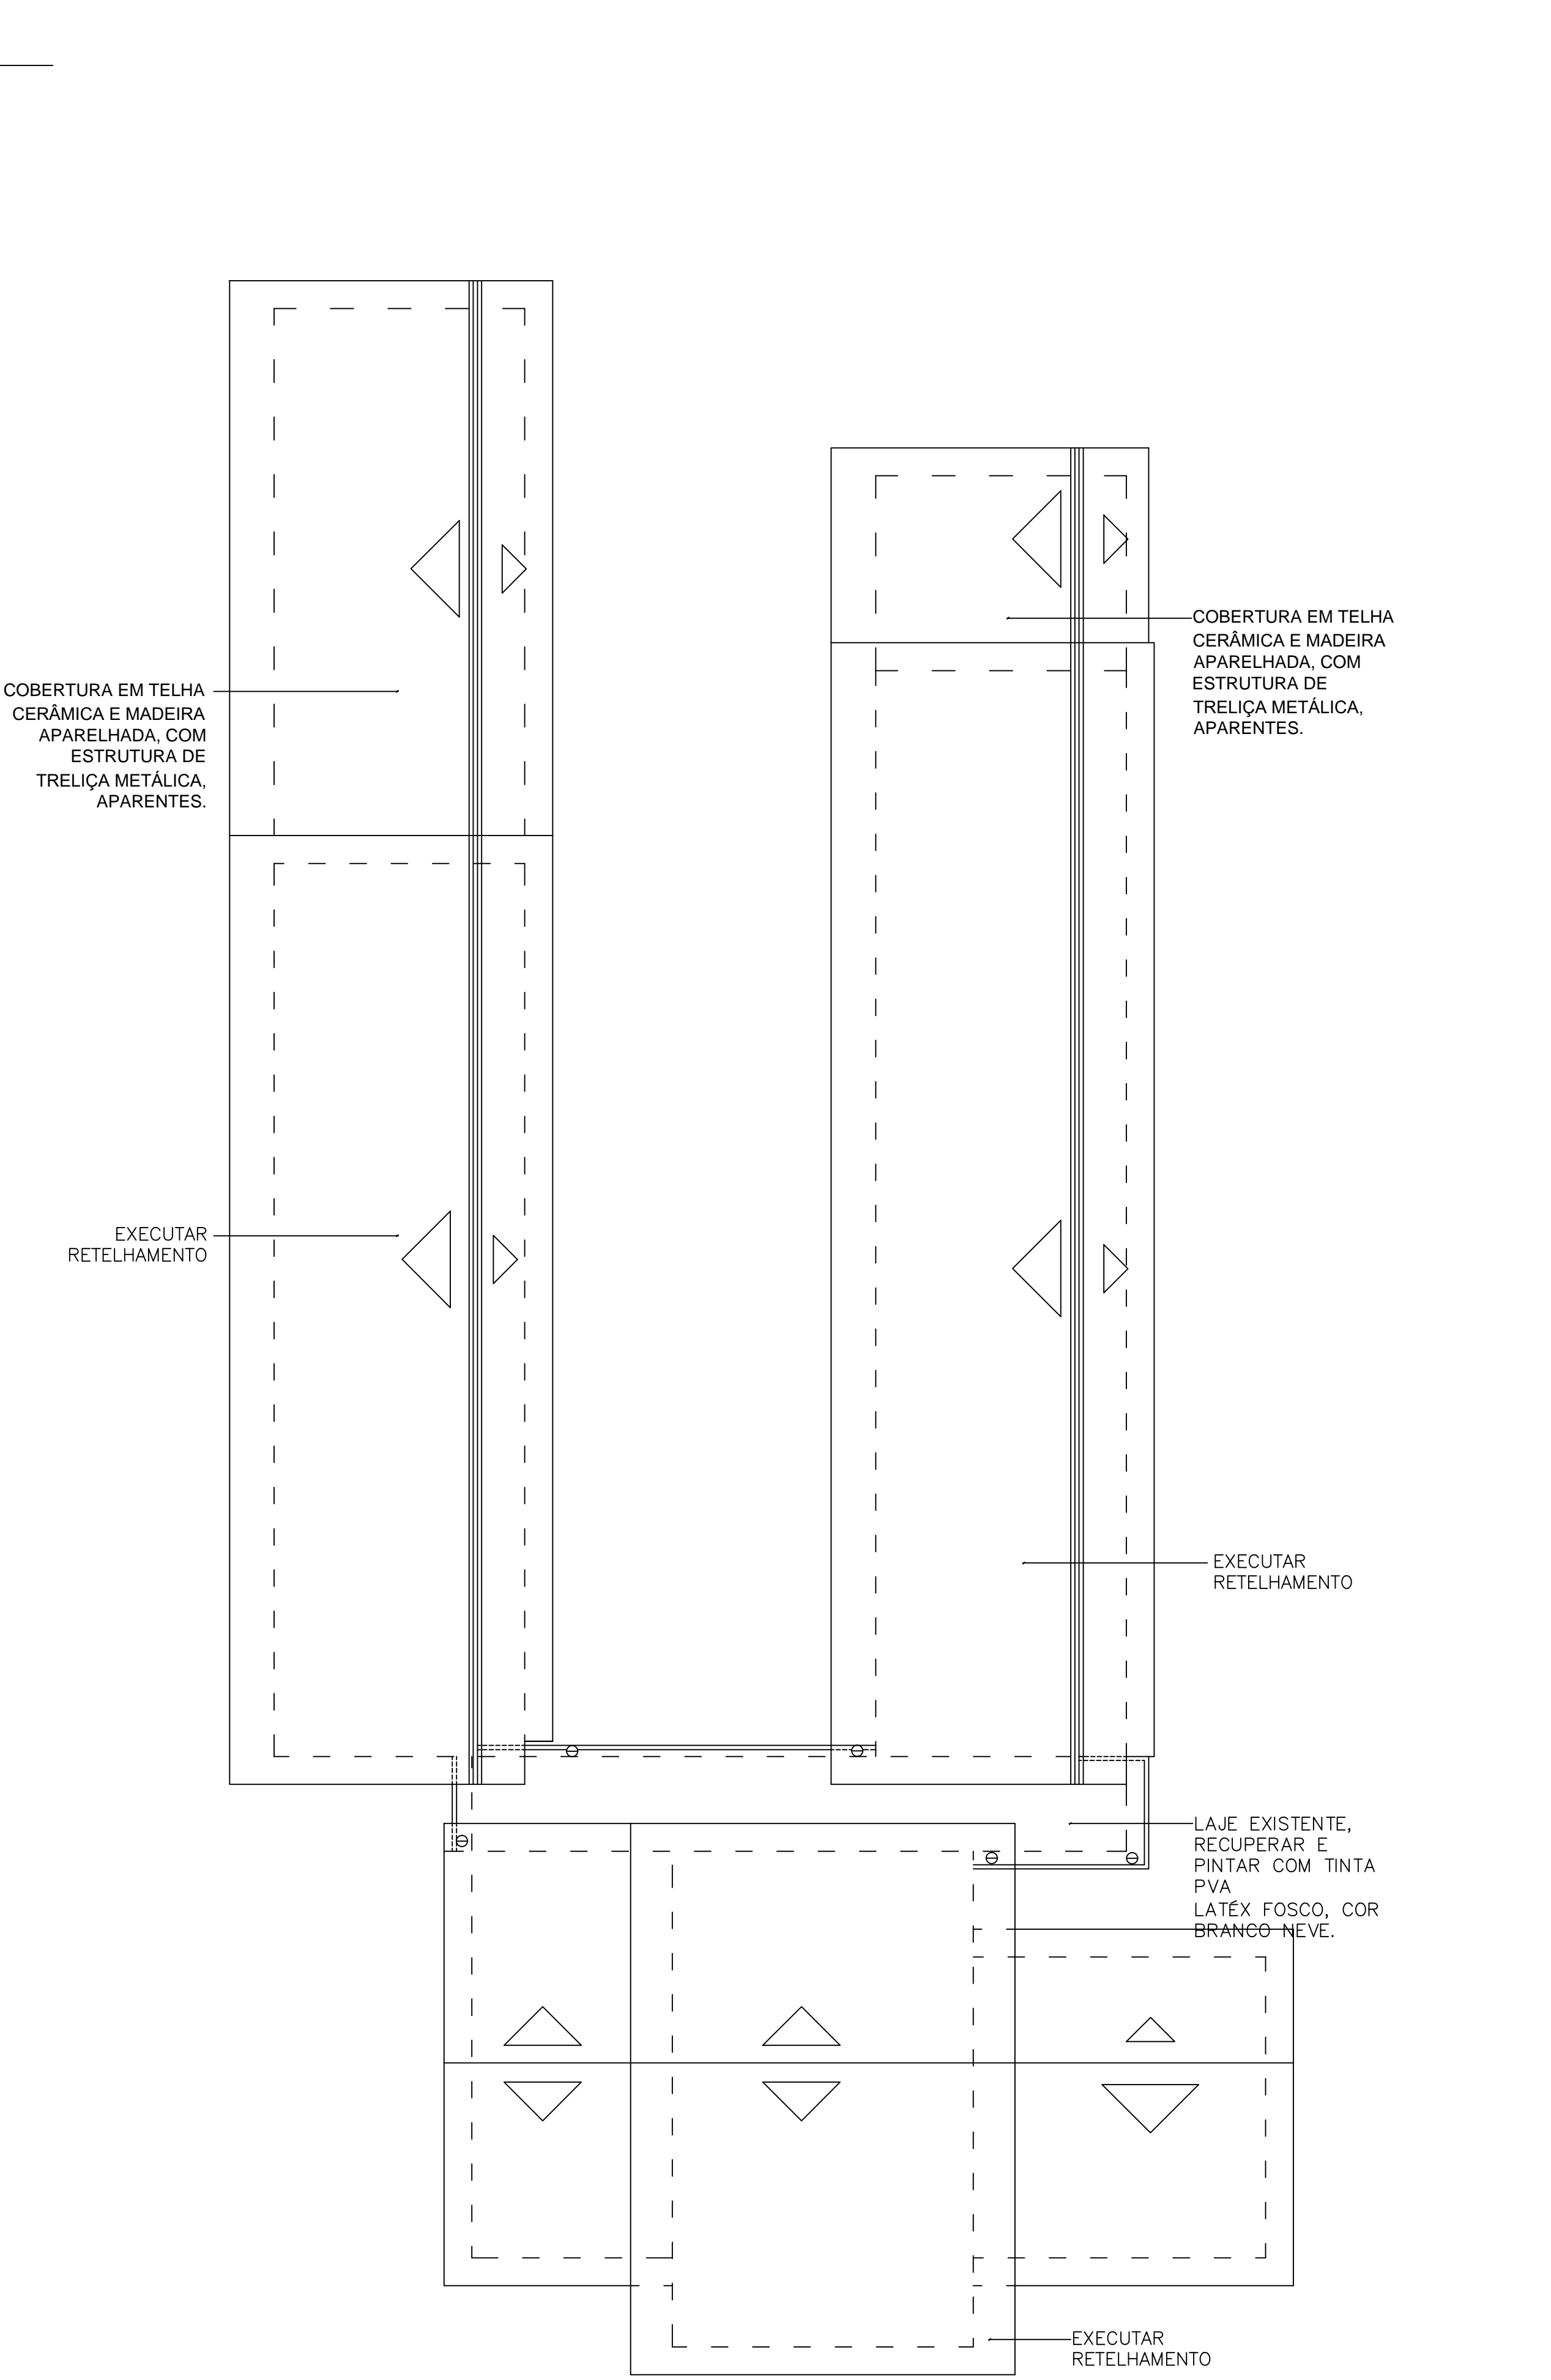 COBERTURA EM TELHA
CERÂMICA E MADEIRA
APARELHADA, COM
ESTRUTURA DE
TRELIÇA METÁLICA,
APARENTES.
COBERTURA EM TELHA
CERÂMICA E MADEIRA
APARELHADA, COM
ESTRUTURA DE
TRELIÇA METÁLICA,
APARENTES.
EXECUTAR
RETELHAMENTO
EXECUTAR
RETELHAMENTO
LAJE EXISTENTE,
RECUPERAR E
PINTAR COM TINTA
PVA
LATÉX FOSCO, COR
BRANCO NEVE.
EXECUTAR
RETELHAMENTO